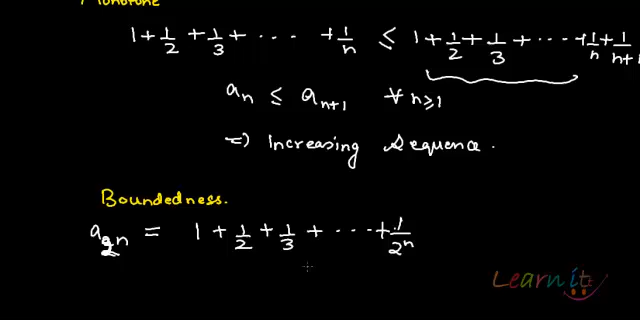 Monotone
1 + 1/2 + 1/3 + ... + 1/n ≤ 1 + 1/2 + 1/3 + ... + 1/n + 1/n+1
a_n ≤ a_{n+1} ∀ n ≥ 1
=) Increasing Sequence.
Boundedness.
a_{2^n} = 1 + 1/2 + 1/3 + ... + 1/2^n
Learnit